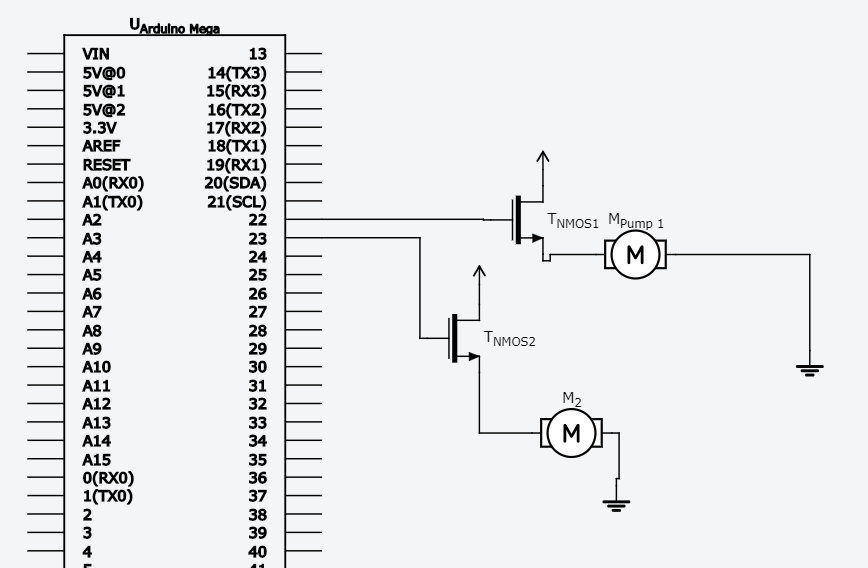 U Arduino Mega
VIN 13
5V@0 14(TX3)
5V@1 15(RX3)
5V@2 16(TX2)
3.3V 17(RX2)
AREF 18(TX1)
RESET 19(RX1)
A0(RX0) 20(SDA)
A1(TX0) 21(SCL)
A2 22
A3 23
A4 24
A5 25
A6 26
A7 27
A8 28
A9 29
A10 30
A11 31
A12 32
A13 33
A14 34
A15 35
0(RX0) 36
1(TX0) 37
2 38
3 39
4 40
TNMOS1
MPump 1
M
TNMOS2
M2
M